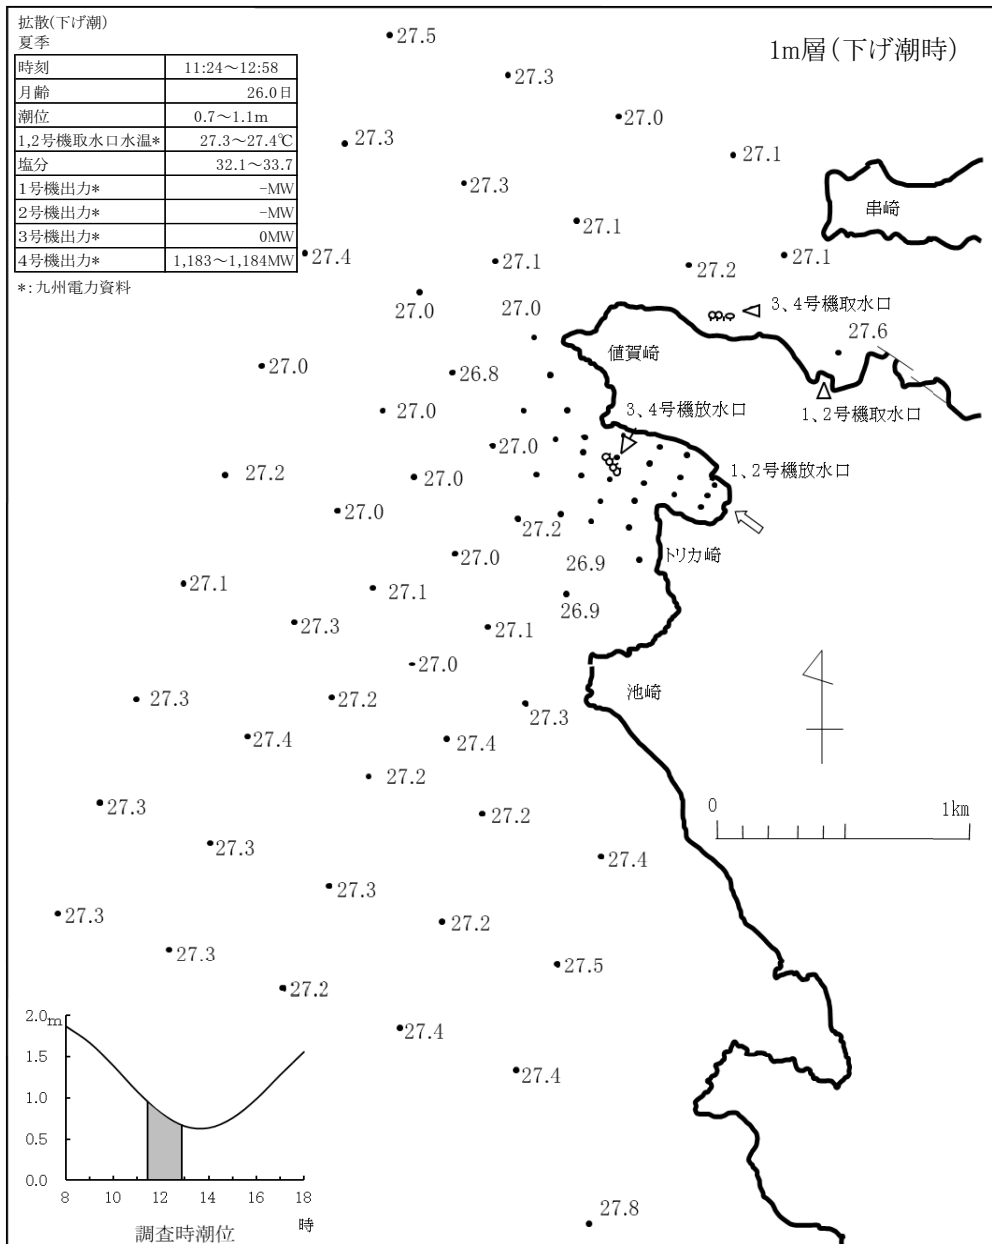 拡散(下げ潮)
夏季
時刻 11:24～12:58
月齢 26.0日
潮位 0.7～1.1m
1,2号機取水口水温* 27.3～27.4℃
塩分 32.1～33.7
1号機出力* -MW
2号機出力* -MW
3号機出力* 0MW
4号機出力* 1,183～1,184MW
*:九州電力資料
1m層(下げ潮時)
27.5
27.3
27.0
27.3
27.1
27.3
串崎
27.1
27.4
27.1
27.2
27.1
27.0
27.0
3、4号機取水口
27.6
値賀崎
27.0
26.8
27.0
3、4号機放水口
1、2号機取水口
27.0
27.2
27.0
1、2号機放水口
27.0
27.2
27.0
26.9
トリカ崎
27.1
27.1
26.9
27.3
27.1
27.0
池崎
27.3
27.2
27.3
27.4
27.4
27.2
27.3
27.2
0 1km
27.3
27.4
27.3
27.3
27.2
27.3
27.5
27.2
27.4
27.4
27.8
2.0 m
1.5
1.0
0.5
0.0
8 10 12 14 16 18
時
調査時潮位